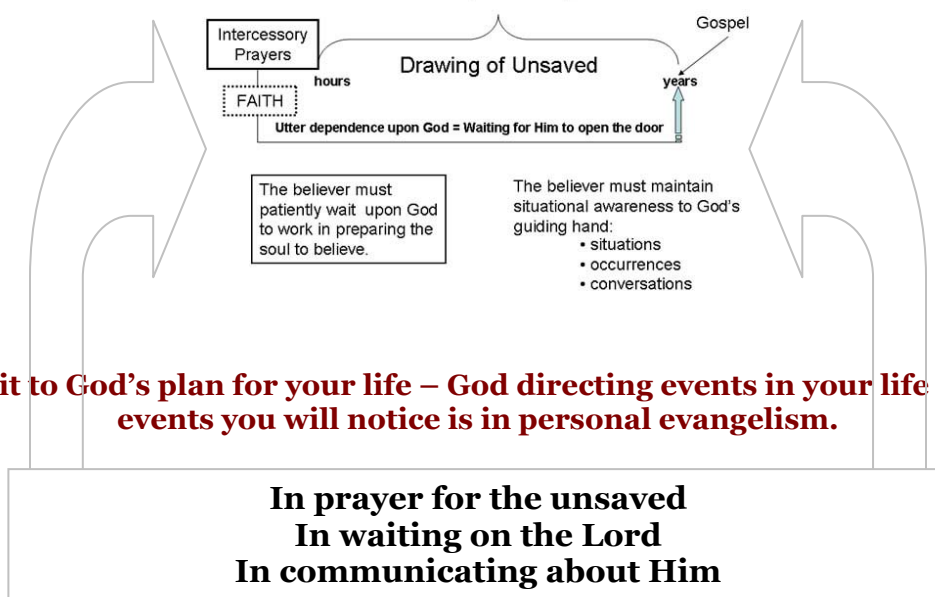 Intercessory
Prayers
Gospel
Drawing of Unsaved
hours
years
FAITH
Utter dependence upon God = Waiting for Him to open the door
The believer must
patiently wait upon God
to work in preparing the
soul to believe.
The believer must maintain
situational awareness to God's
guiding hand:
• situations
• occurrences
• conversations
it to God’s plan for your life – God directing events in your life
events you will notice is in personal evangelism.
In prayer for the unsaved
In waiting on the Lord
In communicating about Him